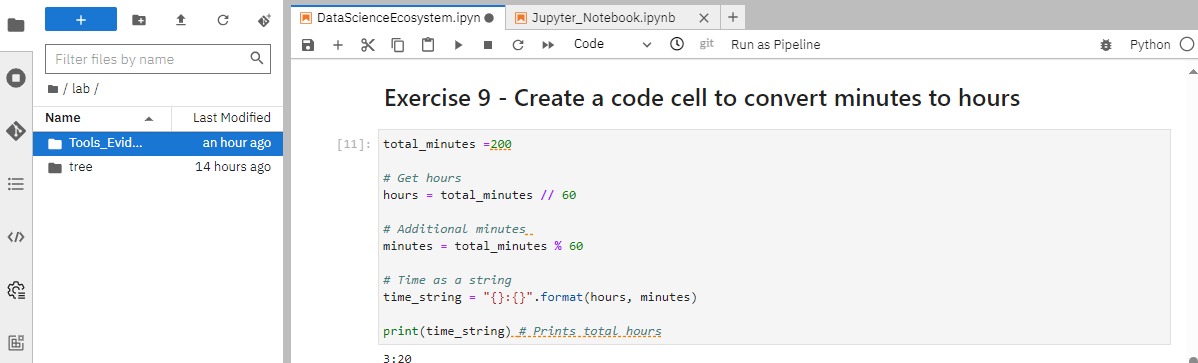 DataScienceEcosystem.ipyn
Jupyter_Notebook.ipynb
Code
git
Run as Pipeline
Python
Filter files by name
/ lab /
Name Last Modified
Tools_Evid... an hour ago
tree 14 hours ago
Exercise 9 - Create a code cell to convert minutes to hours
[11]: total_minutes =200
# Get hours
hours = total_minutes // 60
# Additional minutes
minutes = total_minutes % 60
# Time as a string
time_string = "{}:{}".format(hours, minutes)
print(time_string) # Prints total hours
3:20